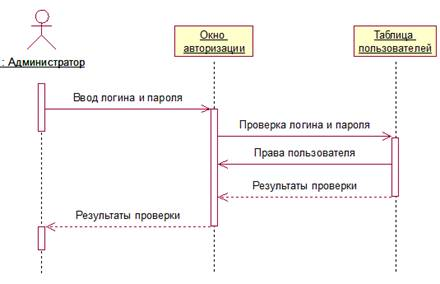 : Администратор
Окно
авторизации
Таблица
пользователей
Ввод логина и пароля
Проверка логина и пароля
Права пользователя
Результаты проверки
Результаты проверки